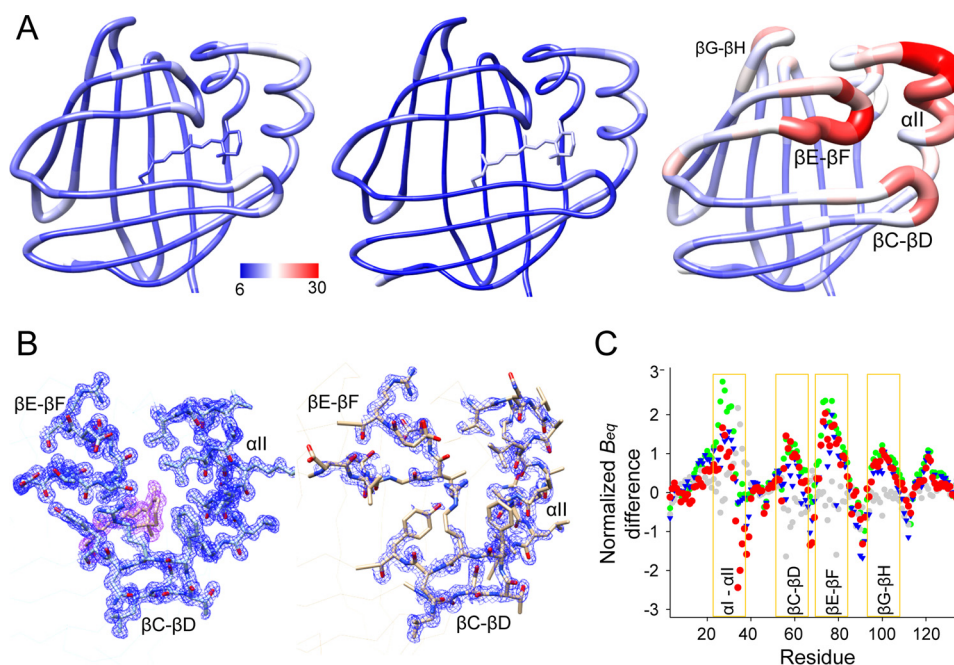 A
βG-βH
αII
βE-βF
βC-βD
6 30
B
βE-βF
αII
βC-βD
βE-βF
αII
βC-βD
C
Normalized Beq
difference
3
2
1
0
-1
-2
-3
αI - αII
βC-βD
βE-βF
βG-βH
20 40 60 80 100 120
Residue